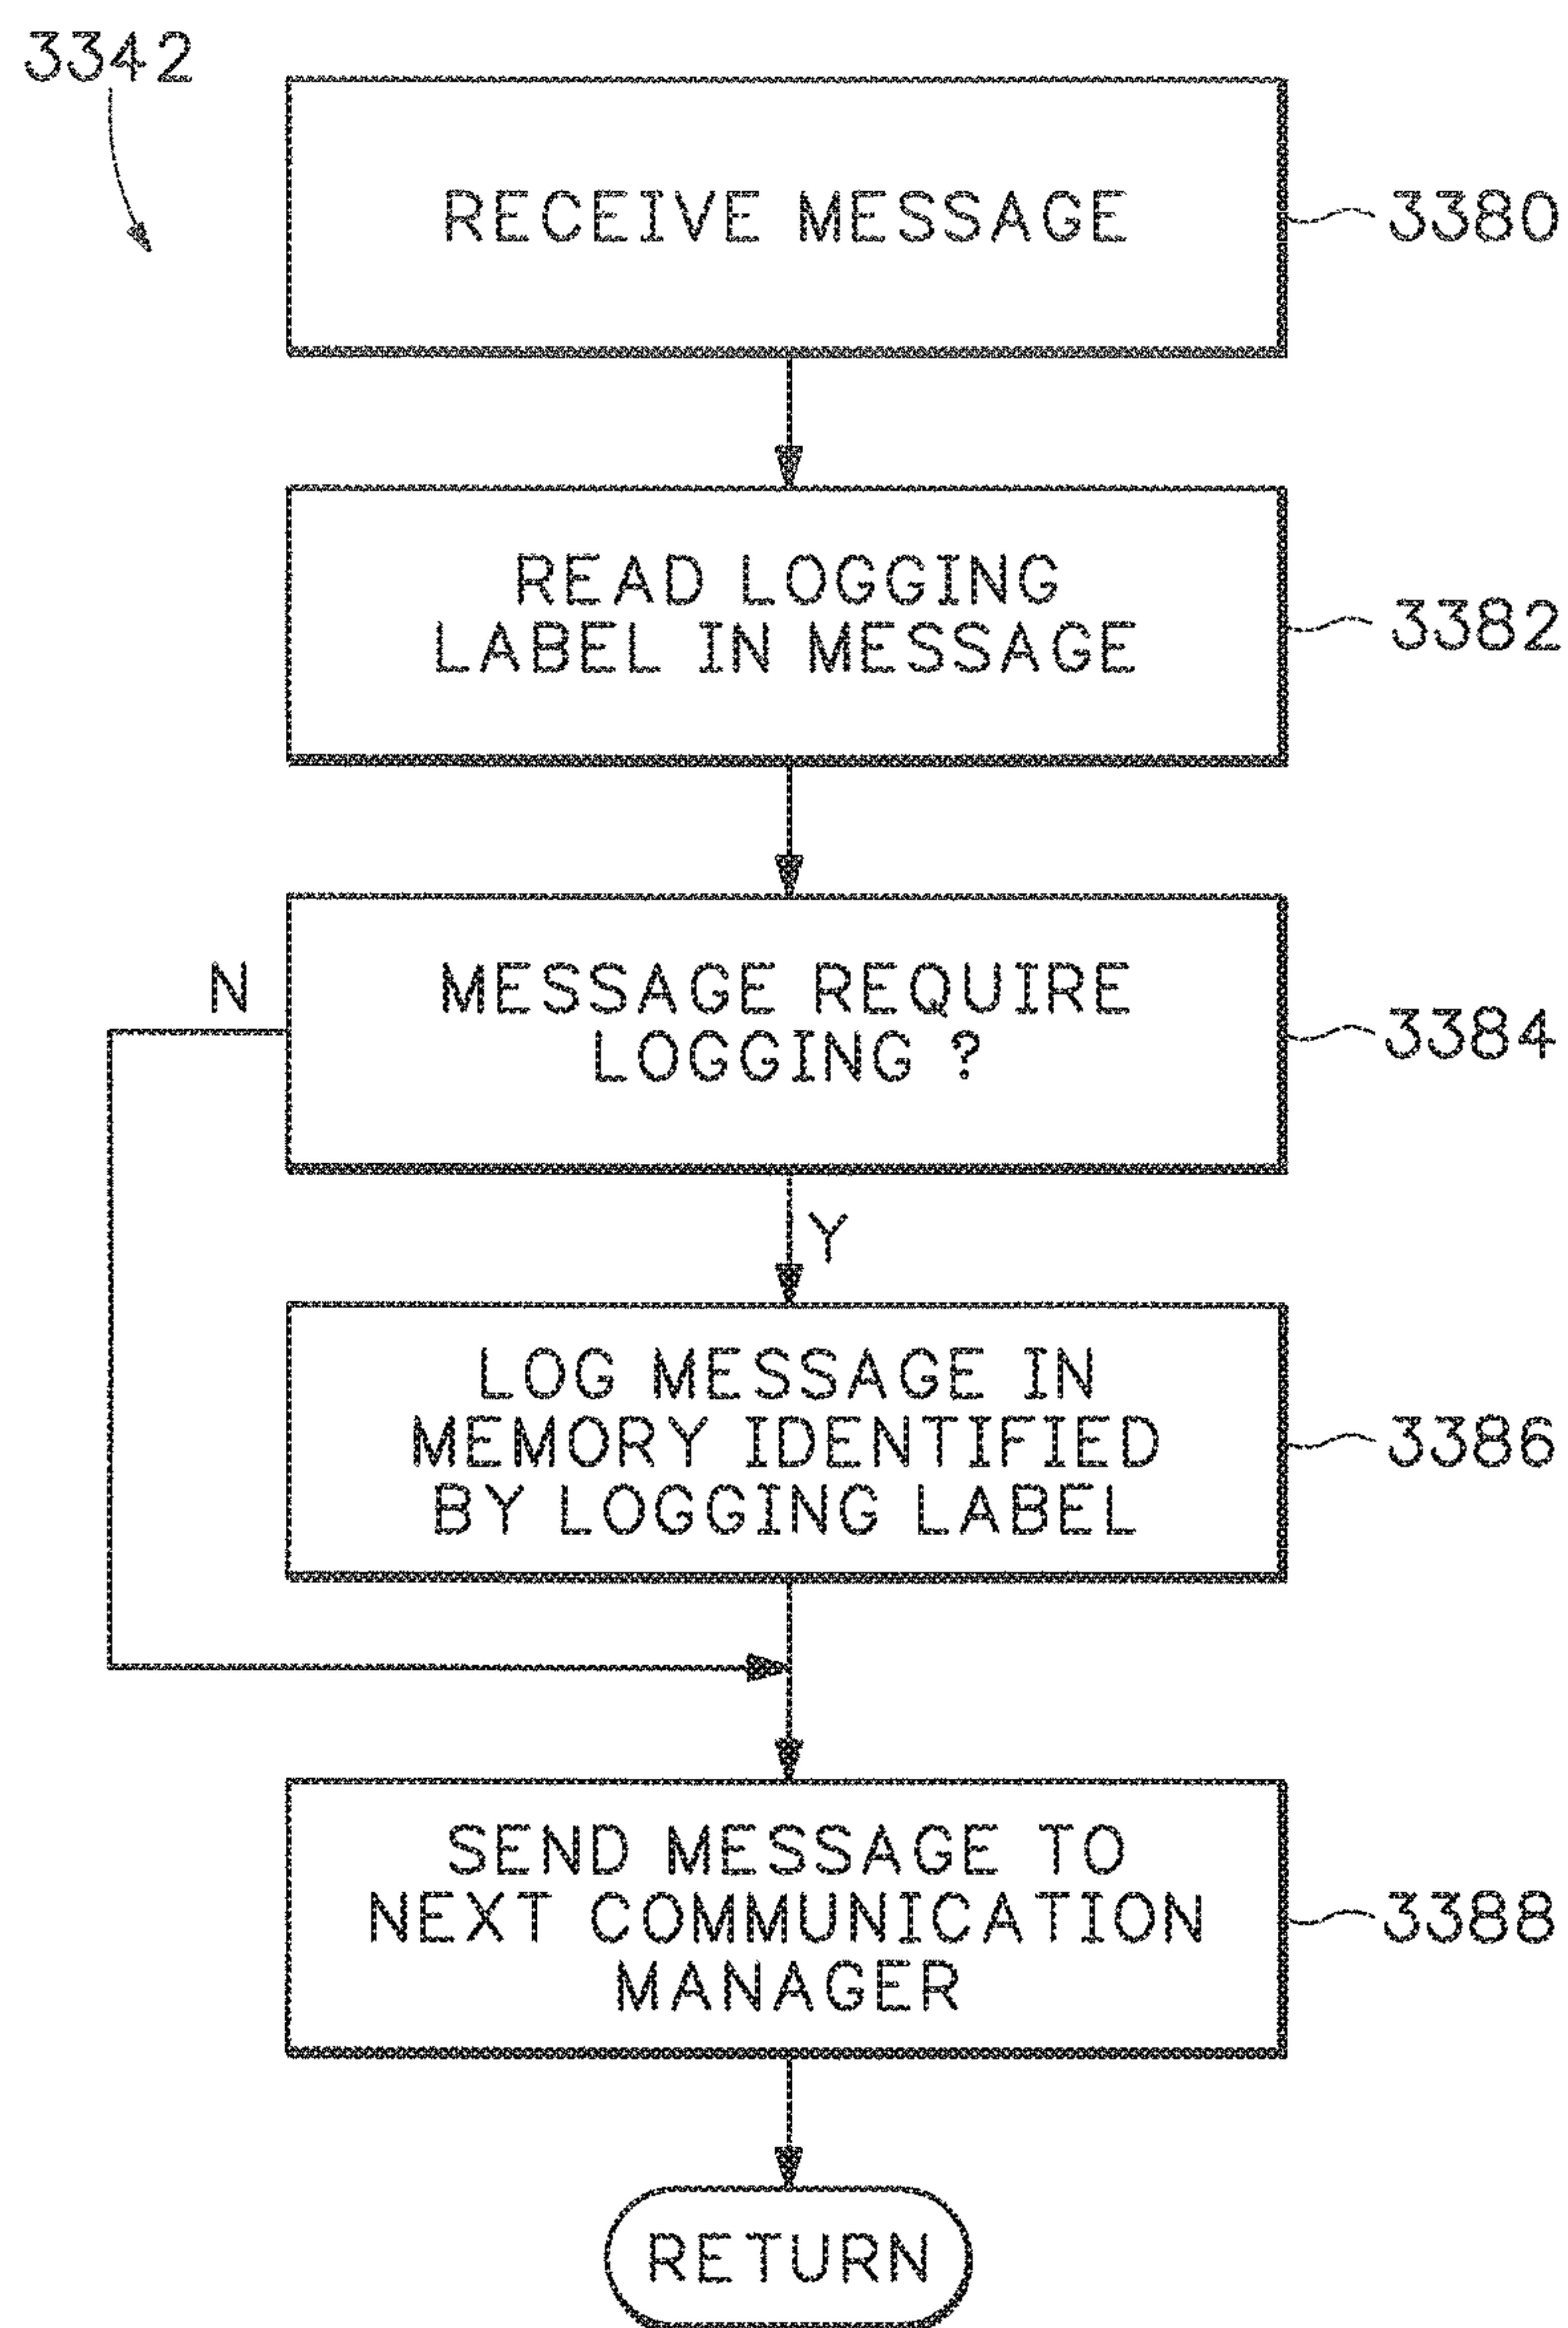 3342
RECEIVE MESSAGE
3380
READ LOGGING
LABEL IN MESSAGE
3382
N
MESSAGE REQUIRE
LOGGING ?
3384
Y
LOG MESSAGE IN
MEMORY IDENTIFIED
BY LOGGING LABEL
3386
SEND MESSAGE TO
NEXT COMMUNICATION
MANAGER
3388
RETURN